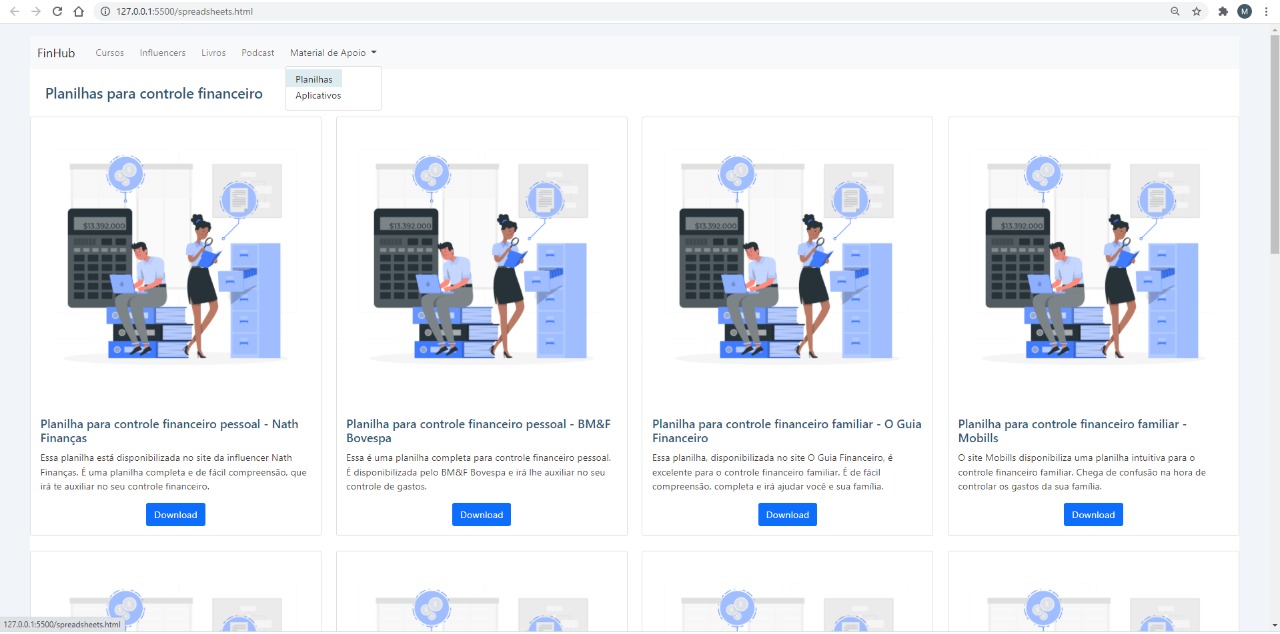 127.0.0.1:5500/spreadsheets.html
M
FinHub Cursos Influencers Livros Podcast Material de Apoio
Planilhas
Aplicativos
Planilhas para controle financeiro
$13.392.000 $13.392.000 $13.392.000 $13.392.000
Planilha para controle financeiro pessoal - Nath
Finanças
Essa planilha está disponibilizada no site da influencer Nath
Finanças. É uma planilha completa e de fácil compreensão, que
irá te auxiliar no seu controle financeiro.
Download
Planilha para controle financeiro pessoal - BM&F
Bovespa
Essa é uma planilha completa para controle financeiro pessoal.
É disponibilizada pelo BM&F Bovespa e irá lhe auxiliar no seu
controle de gastos.
Download
Planilha para controle financeiro familiar - O Guia
Financeiro
Essa planilha, disponibilizada no site O Guia Financeiro, é
excelente para o controle financeiro familiar. É de fácil
compreensão, completa e irá ajudar você e sua família.
Download
Planilha para controle financeiro familiar -
Mobills
O site Mobills disponibiliza uma planilha intuitiva para o
controle financeiro familiar. Chega de confusão na hora de
controlar os gastos da sua família.
Download
127.0.0.1:5500/spreadsheets.html